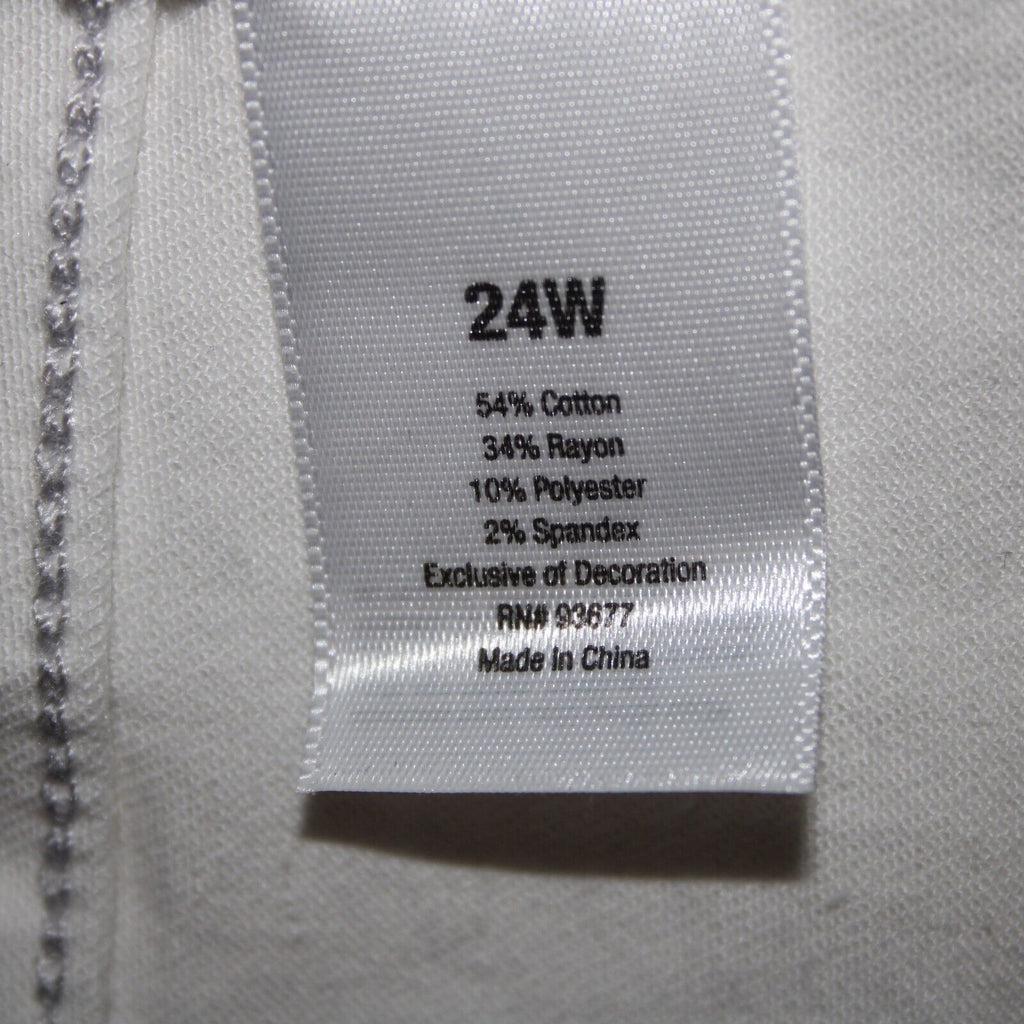 24W
54% Cotton
34% Rayon
10% Polyester
2% Spandex
Exclusive of Decoration
RN# 93677
Made In China